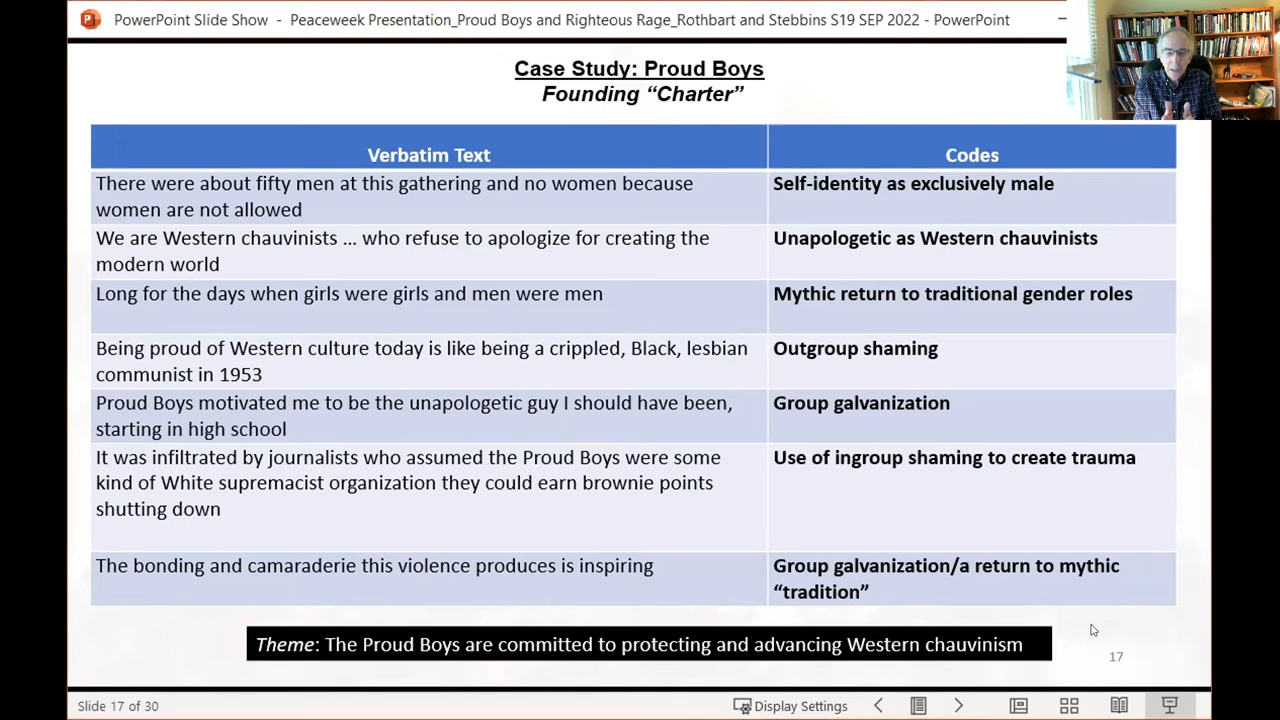 PowerPoint Slide Show - Peaceweek Presentation_Proud Boys and Righteous Rage_Rothbart and Stebbins S19 SEP 2022 - PowerPoint
Case Study: Proud Boys
Founding “Charter”
Verbatim Text
Codes
There were about fifty men at this gathering and no women because
women are not allowed
Self-identity as exclusively male
We are Western chauvinists ... who refuse to apologize for creating the
modern world
Unapologetic as Western chauvinists
Long for the days when girls were girls and men were men
Mythic return to traditional gender roles
Being proud of Western culture today is like being a crippled, Black, lesbian
communist in 1953
Outgroup shaming
Proud Boys motivated me to be the unapologetic guy I should have been,
starting in high school
Group galvanization
It was infiltrated by journalists who assumed the Proud Boys were some
kind of White supremacist organization they could earn brownie points
shutting down
Use of ingroup shaming to create trauma
The bonding and camaraderie this violence produces is inspiring
Group galvanization/a return to mythic
“tradition”
Theme: The Proud Boys are committed to protecting and advancing Western chauvinism
17
Slide 17 of 30
Display Settings